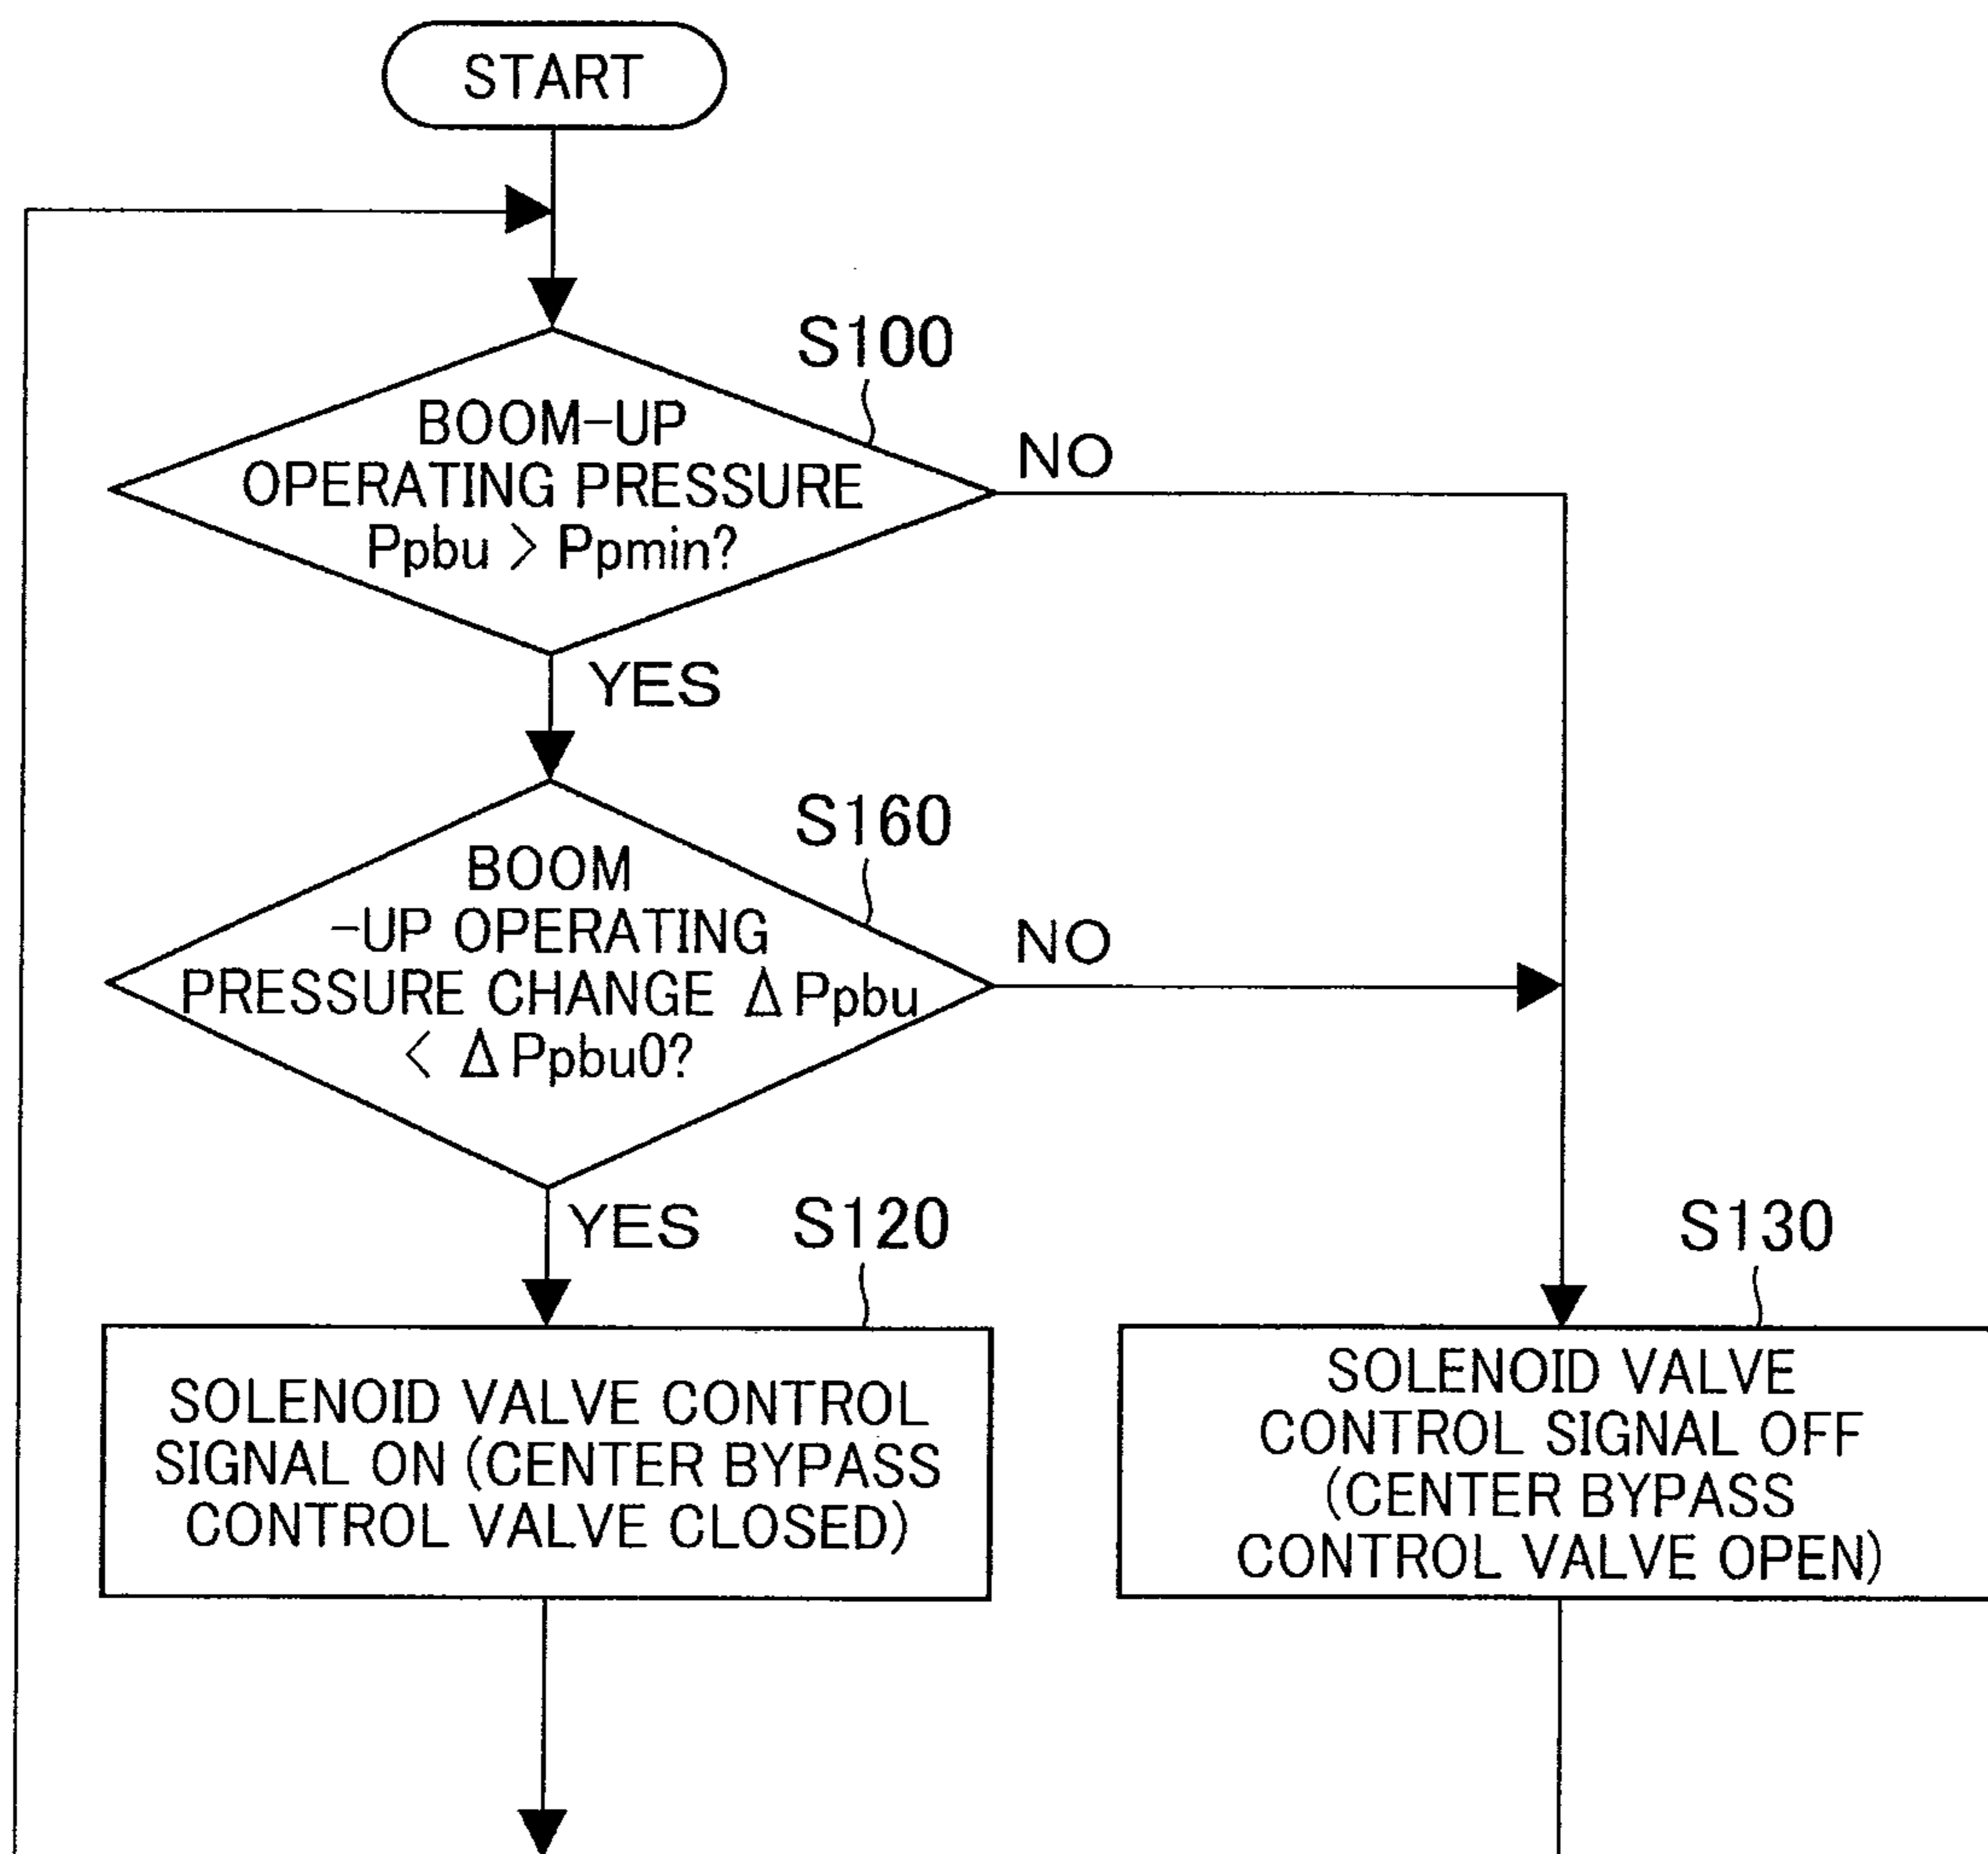 START
S100
BOOM-UP
OPERATING PRESSURE
Ppbu > Ppmin?
NO
YES
S160
BOOM
-UP OPERATING
PRESSURE CHANGE Δ Ppbu
< Δ Ppbu0?
NO
YES
S120
SOLENOID VALVE CONTROL
SIGNAL ON (CENTER BYPASS
CONTROL VALVE CLOSED)
S130
SOLENOID VALVE
CONTROL SIGNAL OFF
(CENTER BYPASS
CONTROL VALVE OPEN)